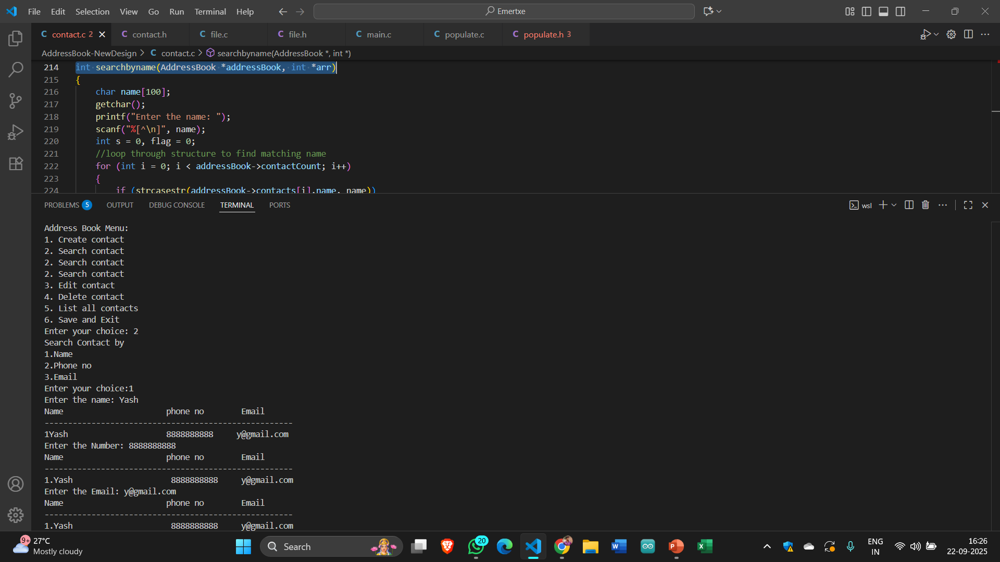 File Edit Selection View Go Run Terminal Help
Emertxe
contact.c 2 contact.h file.c file.h main.c populate.c populate.h 3
AddressBook-NewDesign > C contact.c > searchbyname(AddressBook *, int *)
214 int searchbyname(AddressBook *addressBook, int *arr)
215 {
216 char name[100];
217 getchar();
218 printf("Enter the name: ");
219 scanf("%[^\n]", name);
220 int s = 0, flag = 0;
221 //loop through structure to find matching name
222 for (int i = 0; i < addressBook->contactCount; i++)
223 {
224 if (strcasestr(addressBook->contacts[i].name, name))
PROBLEMS 5 OUTPUT DEBUG CONSOLE TERMINAL PORTS
wsl
Address Book Menu:
1. Create contact
2. Search contact
2. Search contact
2. Search contact
3. Edit contact
4. Delete contact
5. List all contacts
6. Save and Exit
Enter your choice: 2
Search Contact by
1.Name
2.Phone no
3.Email
Enter your choice:1
Enter the name: Yash
Name phone no Email
-----------------------------------------------------
1Yash 8888888888 y@gmail.com
Enter the Number: 8888888888
Name phone no Email
-----------------------------------------------------
1.Yash 8888888888 y@gmail.com
Enter the Email: y@gmail.com
Name phone no Email
-----------------------------------------------------
1.Yash 8888888888 y@gmail.com
9+ 27°C
Mostly cloudy
Search
20
ENG
IN
16:26
22-09-2025